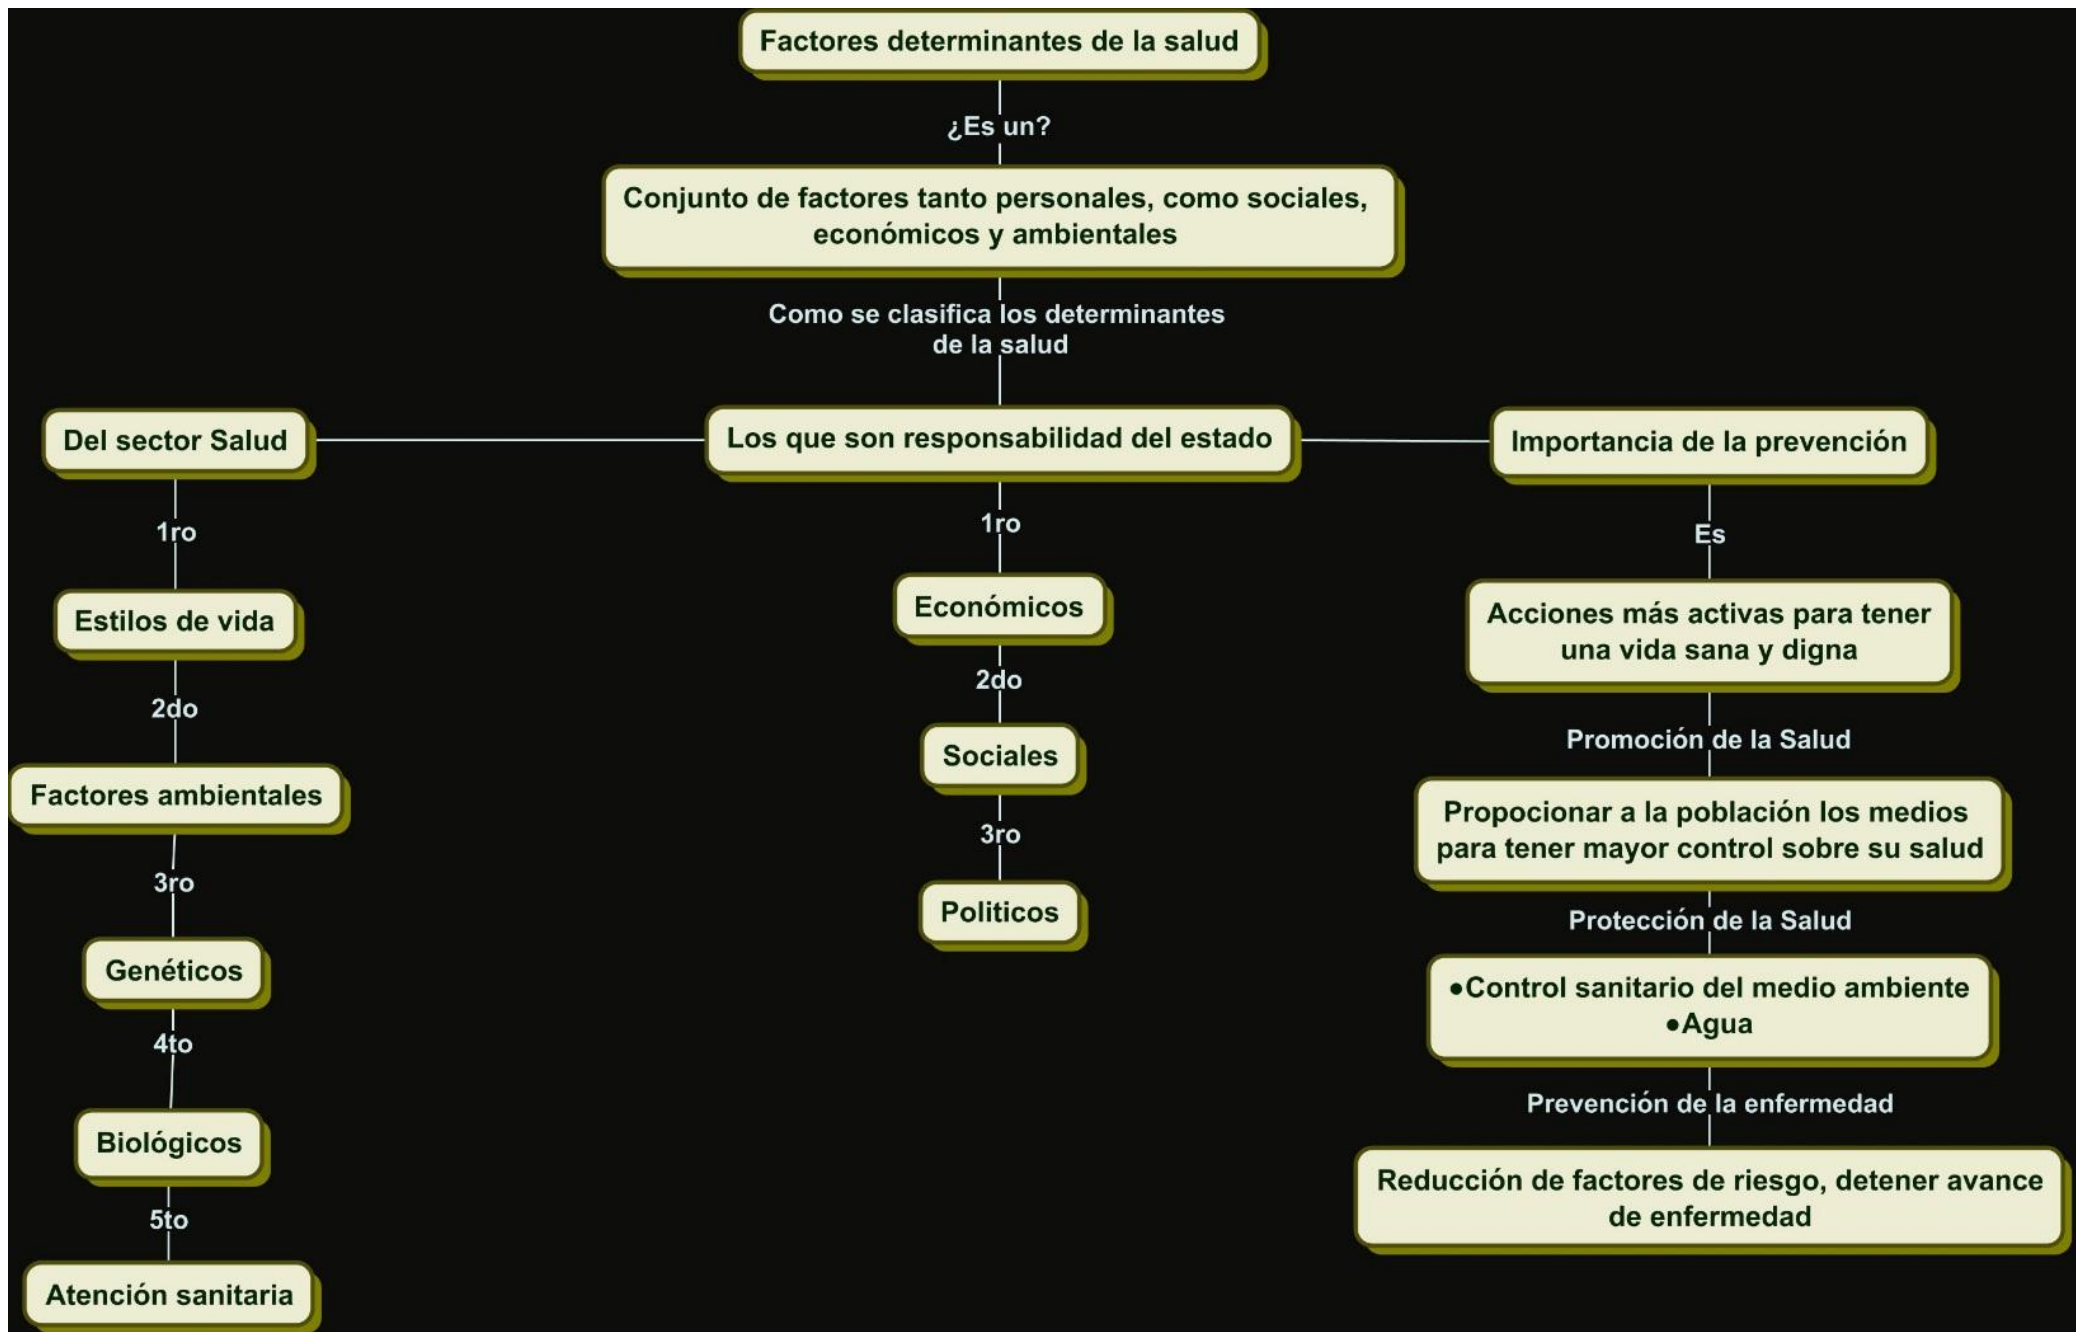 Factores determinantes de la salud
¿Es un?
Conjunto de factores tanto personales, como sociales,
económicos y ambientales
Como se clasifica los determinantes
de la salud
Del sector Salud
1ro
Estilos de vida
2do
Factores ambientales
3ro
Genéticos
4to
Biológicos
5to
Atención sanitaria
Los que son responsabilidad del estado
1ro
Económicos
2do
Sociales
3ro
Politicos
Importancia de la prevención
Es
Acciones más activas para tener
una vida sana y digna
Promoción de la Salud
Propocionar a la población los medios
para tener mayor control sobre su salud
Protección de la Salud
●Control sanitario del medio ambiente
●Agua
Prevención de la enfermedad
Reducción de factores de riesgo, detener avance
de enfermedad